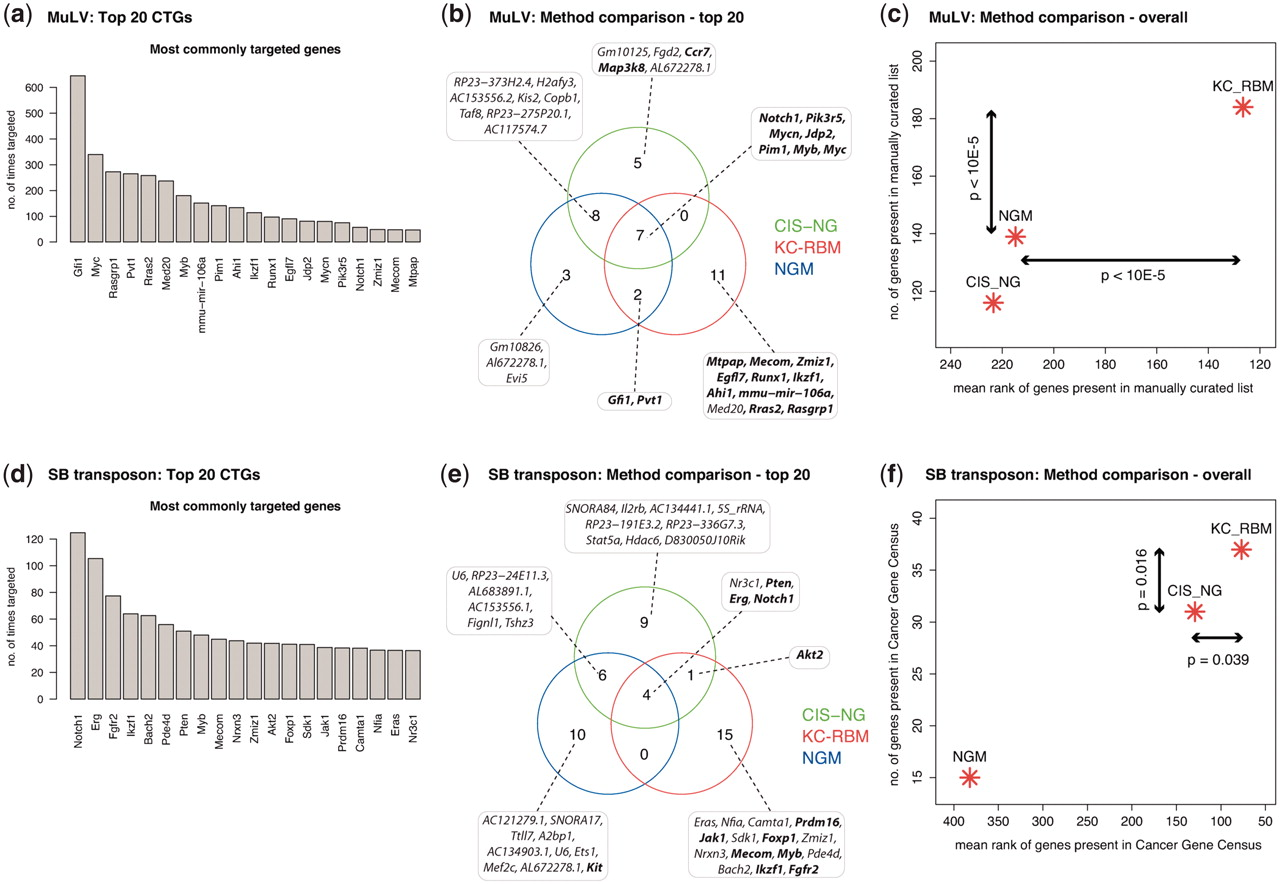 (a) MuLV: Top 20 CTGs
Most commonly targeted genes
no. of times targeted
600
500
400
300
200
100
0
Gfi1
Myc
Rasgrp1
Pvt1
Rras2
Med20
Myb
mmu−mir−106a
Pim1
Ahi1
Ikzf1
Runx1
Egfl7
Jdp2
Mycn
Pik3r5
Notch1
Zmiz1
Mecom
Mtpap
(b) MuLV: Method comparison - top 20
Gm10125, Fgd2, Ccr7,
Map3k8, AL672278.1
RP23−373H2.4, H2afy3,
AC153556.2, Kis2, Copb1,
Taf8, RP23−275P20.1,
AC117574.7
Notch1, Pik3r5,
Mycn, Jdp2,
Pim1, Myb, Myc
5
8
0
7
3
11
2
CIS−NG
KC-RBM
NGM
Gm10826,
Al672278.1,
Evi5
Gfi1, Pvt1
Mtpap, Mecom, Zmiz1,
Egfl7, Runx1, Ikzf1,
Ahi1, mmu−mir−106a,
Med20, Rras2, Rasgrp1
(c) MuLV: Method comparison - overall
no. of genes present in manually curated list
200
180
160
140
120
KC_RBM
p < 10E-5
NGM
p < 10E-5
CIS_NG
240 220 200 180 160 140 120
mean rank of genes present in manually curated list
(d) SB transposon: Top 20 CTGs
Most commonly targeted genes
no. of times targeted
120
100
80
60
40
20
0
Notch1
Erg
Fgfr2
Ikzf1
Bach2
Pde4d
Pten
Myb
Mecom
Nrxn3
Zmiz1
Akt2
Foxp1
Sdk1
Jak1
Prdm16
Camta1
Nfia
Eras
Nr3c1
(e) SB transposon: Method comparison - top 20
SNORA84, Il2rb, AC134441.1, 5S_rRNA,
RP23−191E3.2, RP23−336G7.3,
Stat5a, Hdac6, D830050J10Rik
U6, RP23−24E11.3,
AL683891.1,
AC153556.1,
Fignl1, Tshz3
Nr3c1, Pten,
Erg, Notch1
Akt2
9
6
1
4
10
15
0
CIS−NG
KC-RBM
NGM
AC121279.1, SNORA17,
Ttll7, A2bp1,
AC134903.1, U6, Ets1,
Mef2c, AL672278.1, Kit
Eras, Nfia, Camta1, Prdm16,
Jak1, Sdk1, Foxp1, Zmiz1,
Nrxn3, Mecom, Myb, Pde4d,
Bach2, Ikzf1, Fgfr2
(f) SB transposon: Method comparison - overall
no. of genes present in Cancer Gene Census
40
35
30
25
20
15
KC_RBM
p = 0.016
CIS_NG
p = 0.039
NGM
400 350 300 250 200 150 100 50
mean rank of genes present in Cancer Gene Census